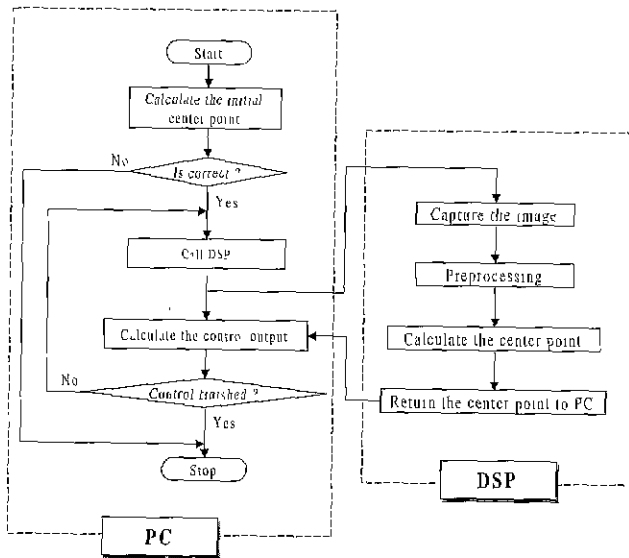 Start
Calculate the initial
center point
No
Is correct ?
Yes
Call DSP
Calculate the control output
No
Control finished ?
Yes
Stop
PC
Capture the image
Preprocessing
Calculate the center point
Return the center point to PC
DSP